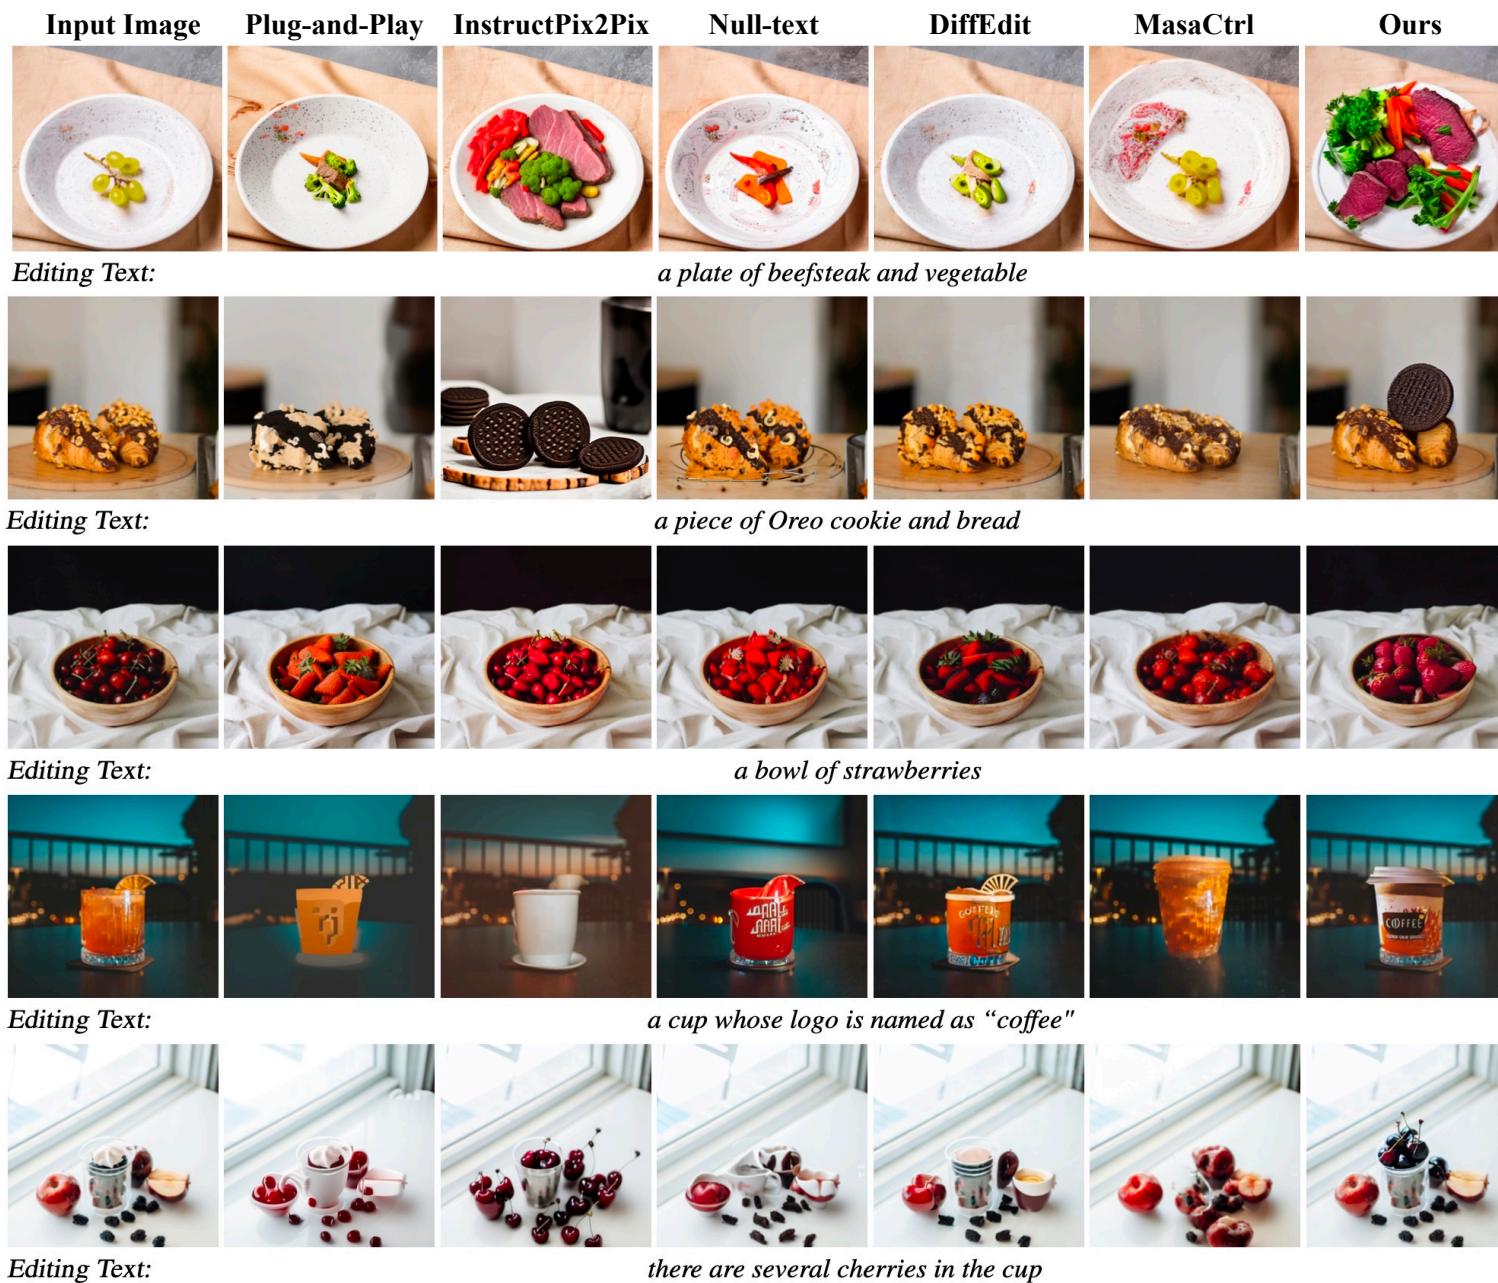 Input Image Plug-and-Play InstructPix2Pix Null-text DiffEdit MasaCtrl Ours
Editing Text: a plate of beefsteak and vegetable
Editing Text: a piece of Oreo cookie and bread
Editing Text: a bowl of strawberries
COFFEE
Editing Text: a cup whose logo is named as “coffee"
Editing Text: there are several cherries in the cup